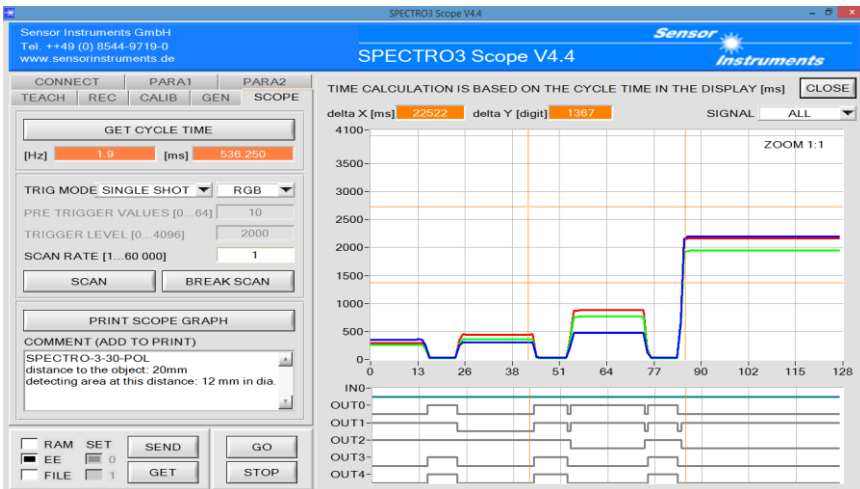 SPECTRO3 Scope V4.4
Sensor Instruments GmbH
Tel. ++49 (0) 8544-9719-0
www.sensorinstruments.de
SPECTRO3 Scope V4.4
Sensor
Instruments
CONNECT PARA1 PARA2
TEACH REC CALIB GEN SCOPE
GET CYCLE TIME
[Hz] 1.9 [ms] 536.250
TRIG MODE SINGLE SHOT RGB
PRE TRIGGER VALUES [0...64] 10
TRIGGER LEVEL [0...4096] 2000
SCAN RATE [1...60 000] 1
SCAN BREAK SCAN
PRINT SCOPE GRAPH
COMMENT (ADD TO PRINT)
SPECTRO-3-30-POL
distance to the object: 20mm
detecting area at this distance: 12 mm in dia.
RAM SET SEND GO
EE 0
FILE 1 GET STOP
TIME CALCULATION IS BASED ON THE CYCLE TIME IN THE DISPLAY [ms] CLOSE
delta X [ms] 22522 delta Y [digit] 1367 SIGNAL ALL
ZOOM 1:1
4100
3500
3000
2500
2000
1500
1000
500
0
0 13 26 38 51 64 77 90 102 115 128
IN0
OUT0
OUT1
OUT2
OUT3
OUT4